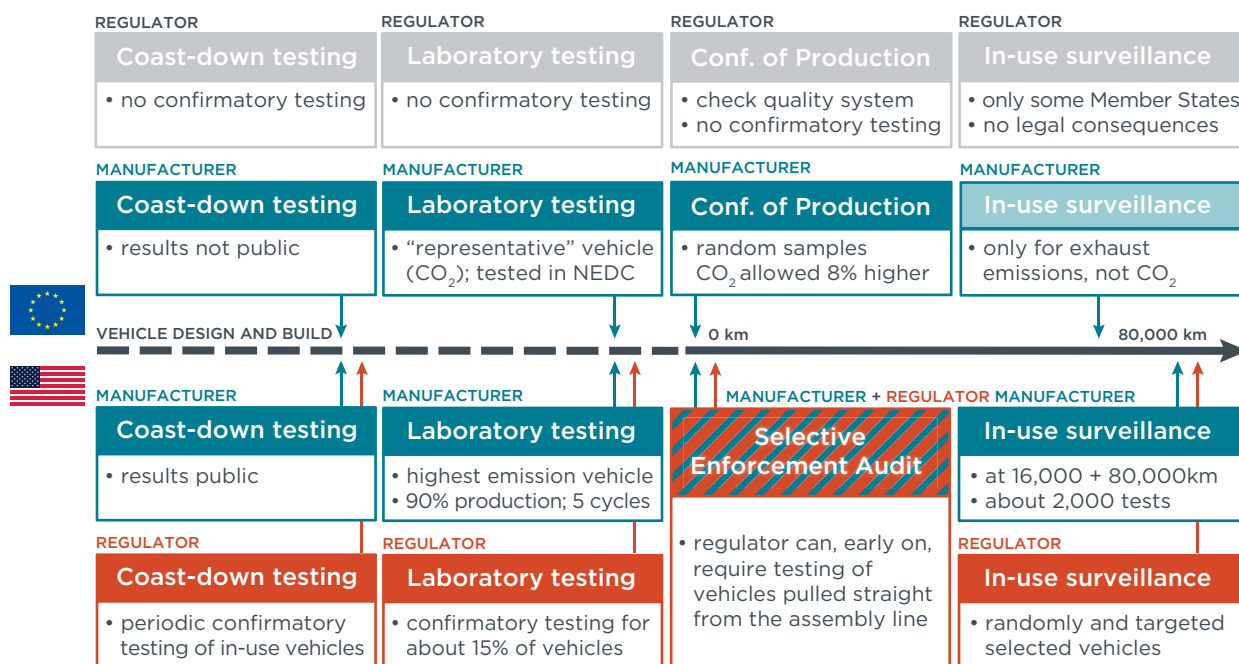 REGULATOR
Coast-down testing
• no confirmatory testing
REGULATOR
Laboratory testing
• no confirmatory testing
REGULATOR
Conf. of Production
• check quality system
• no confirmatory testing
REGULATOR
In-use surveillance
• only some Member States
• no legal consequences
MANUFACTURER
Coast-down testing
• results not public
MANUFACTURER
Laboratory testing
• “representative” vehicle
(CO₂); tested in NEDC
MANUFACTURER
Conf. of Production
• random samples
CO₂ allowed 8% higher
MANUFACTURER
In-use surveillance
• only for exhaust
emissions, not CO₂
VEHICLE DESIGN AND BUILD
0 km
80,000 km
MANUFACTURER
Coast-down testing
• results public
MANUFACTURER
Laboratory testing
• highest emission vehicle
• 90% production; 5 cycles
MANUFACTURER + REGULATOR
Selective
Enforcement Audit
• regulator can, early on,
require testing of
vehicles pulled straight
from the assembly line
MANUFACTURER
In-use surveillance
• at 16,000 + 80,000km
• about 2,000 tests
REGULATOR
Coast-down testing
• periodic confirmatory
testing of in-use vehicles
REGULATOR
Laboratory testing
• confirmatory testing for
about 15% of vehicles
REGULATOR
In-use surveillance
• randomly and targeted
selected vehicles